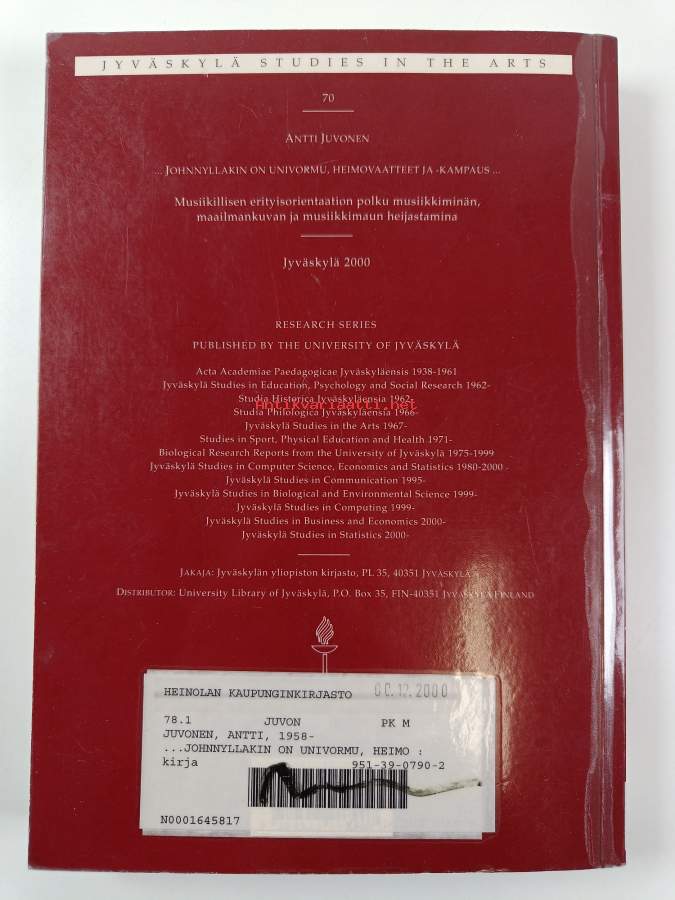 JYVÄSKYLÄ STUDIES IN THE ARTS
70
ANTTI JUVONEN
... JOHNNYLLAKIN ON UNIVORMU, HEIMOVAATTEET JA -KAMPAUS ...
Musiikillisen erityisorientaation polku musiikkiminän,
maailmankuvan ja musiikkimaun heijastamina
Jyväskylä 2000
RESEARCH SERIES
PUBLISHED BY THE UNIVERSITY OF JYVÄSKYLÄ
Acta Academiae Paedagogicae Jyväskyläensis 1938-1961
Jyväskylä Studies in Education, Psychology and Social Research 1962-
Studia Historica Jyväskyläensia 1962-
Antikvariaatti.net
Studia Philologica Jyväskyläensia 1966-
Jyväskylä Studies in the Arts 1967-
Studies in Sport, Physical Education and Health 1971-
Biological Research Reports from the University of Jyväskylä 1975-1999
Jyväskylä Studies in Computer Science, Economics and Statistics 1980-2000
Jyväskylä Studies in Communication 1995-
Jyväskylä Studies in Biological and Environmental Science 1999-
Jyväskylä Studies in Computing 1999-
Jyväskylä Studies in Business and Economics 2000-
Jyväskylä Studies in Statistics 2000-
JAKAJA: Jyväskylän yliopiston kirjasto, PL 35, 40351 JYVÄSKYLÄ
DISTRIBUTOR: University Library of Jyväskylä, P.O. Box 35, FIN-40351 JYVÄSKYLÄ FINLAND
HEINOLAN KAUPUNGINKIRJASTO 12.2000
78.1 JUVON PK M
JUVONEN, ANTTI, 1958-
...JOHNNYLLAKIN ON UNIVORMU, HEIMO :
kirja 951-39-0790-2
N0001645817